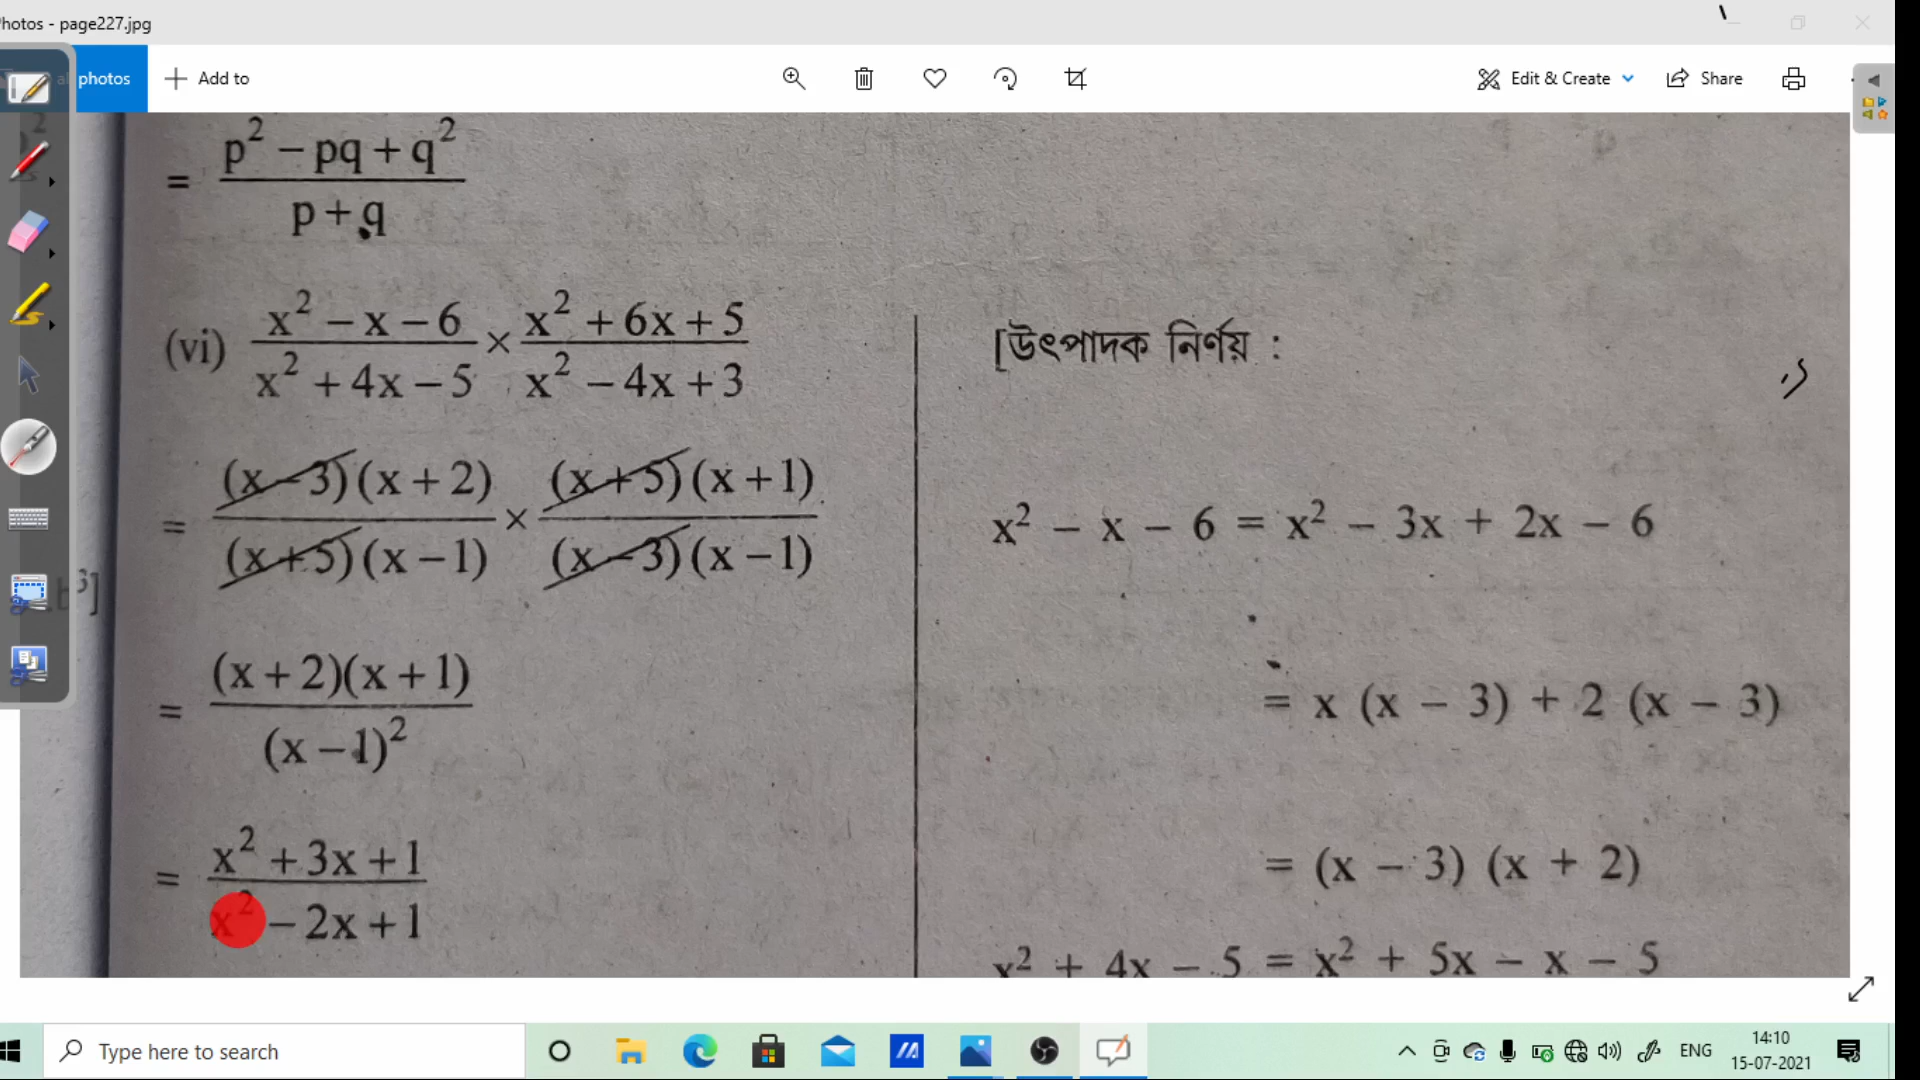 hotos - page227.jpg
photos
Add to
Edit & Create
Share
= (p² − pq + q²) / (p + q)
(vi) (x² − x − 6) / (x² + 4x − 5) × (x² + 6x + 5) / (x² − 4x + 3)
= (x − 3)(x + 2) / (x + 5)(x − 1) × (x + 5)(x + 1) / (x − 3)(x − 1)
= (x + 2)(x + 1) / (x − 1)²
= (x² + 3x + 1) / (x² − 2x + 1)
[উৎপাদক নির্ণয় :
x² − x − 6 = x² − 3x + 2x − 6
= x (x − 3) + 2 (x − 3)
= (x − 3) (x + 2)
x² + 4x − 5 = x² + 5x − x − 5
Type here to search
ENG
14:10
15-07-2021